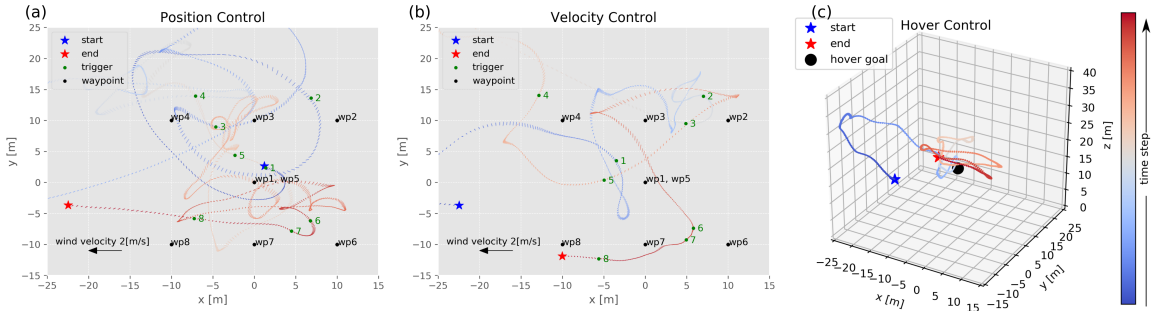 (a)
Position Control
start
end
trigger
waypoint
4
2
3
5
1
wp4
wp3
wp2
wp1, wp5
8
6
7
wp8
wp7
wp6
wind velocity 2[m/s]
25
20
15
10
5
0
−5
−10
−15
y [m]
−25 −20 −15 −10 −5 0 5 10 15
x [m]
(b)
Velocity Control
start
end
trigger
waypoint
4
2
9
1
5
wp4
wp3
wp2
wp1, wp5
6
7
8
wp8
wp7
wp6
wind velocity 2[m/s]
25
20
15
10
5
0
−5
−10
−15
y [m]
−25 −20 −15 −10 −5 0 5 10 15
x [m]
(c)
Hover Control
start
end
hover goal
40
35
30
25
20
15
10
5
0
z [m]
−25 −20 −15 −10 −5 0 5 10 15
x [m]
−15 −10 −5 0 5 10 15 20 25
y [m]
time step